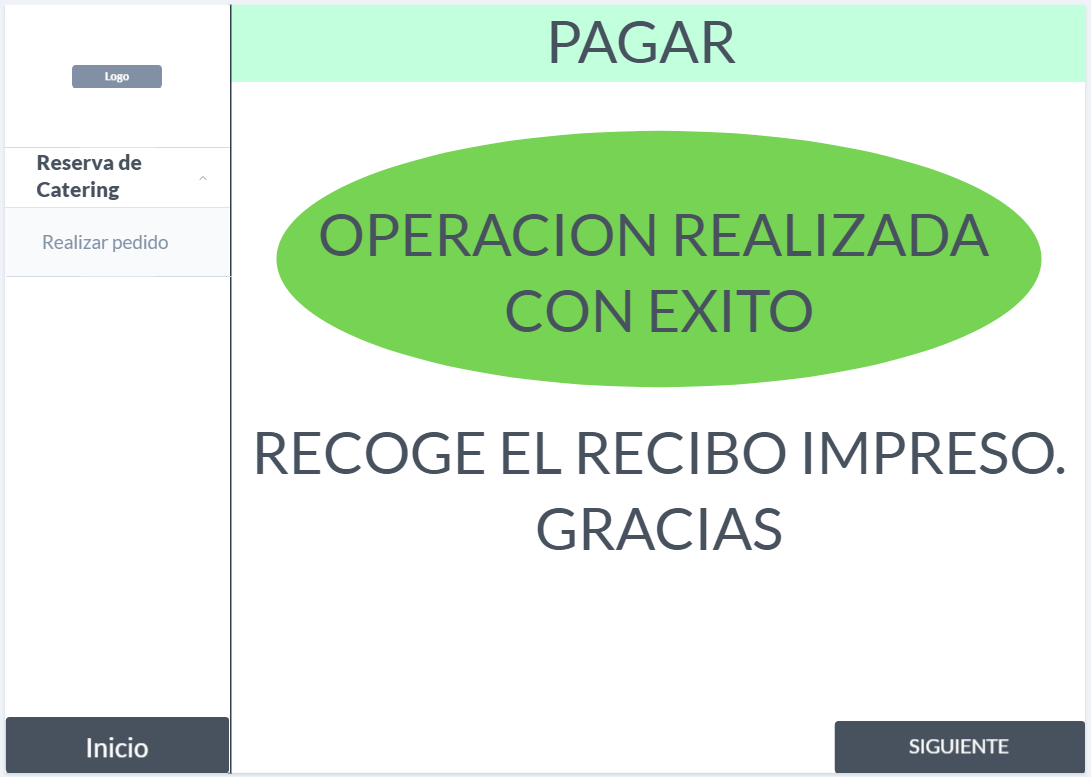 Logo
Reserva de
Catering
Realizar pedido
Inicio
PAGAR
OPERACION REALIZADA
CON EXITO
RECOGE EL RECIBO IMPRESO.
GRACIAS
SIGUIENTE